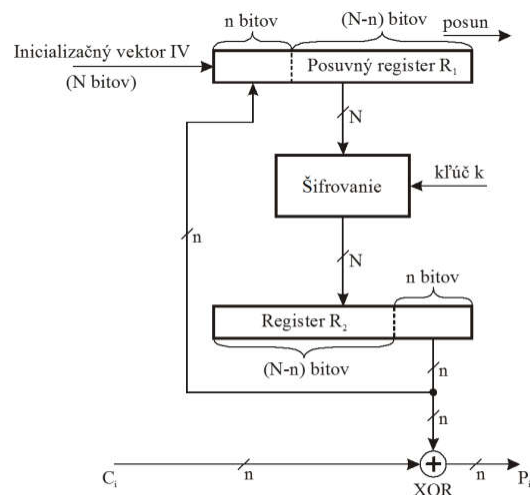 n bitov
(N-n) bitov
posun
Inicializačný vektor IV
(N bitov)
Posuvný register R1
N
Šifrovanie
kľúč k
n
N
n bitov
Register R2
(N-n) bitov
n
n
Ci
n
XOR
n
Pi